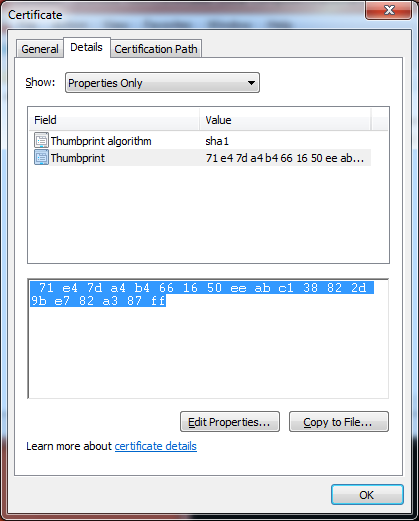 Certificate
General Details Certification Path
Show: Properties Only
Field Value
Thumbprint algorithm sha1
Thumbprint 71 e4 7d a4 b4 66 16 50 ee ab...
71 e4 7d a4 b4 66 16 50 ee ab c1 38 82 2d
9b e7 82 a3 87 ff
Edit Properties... Copy to File...
Learn more about certificate details
OK